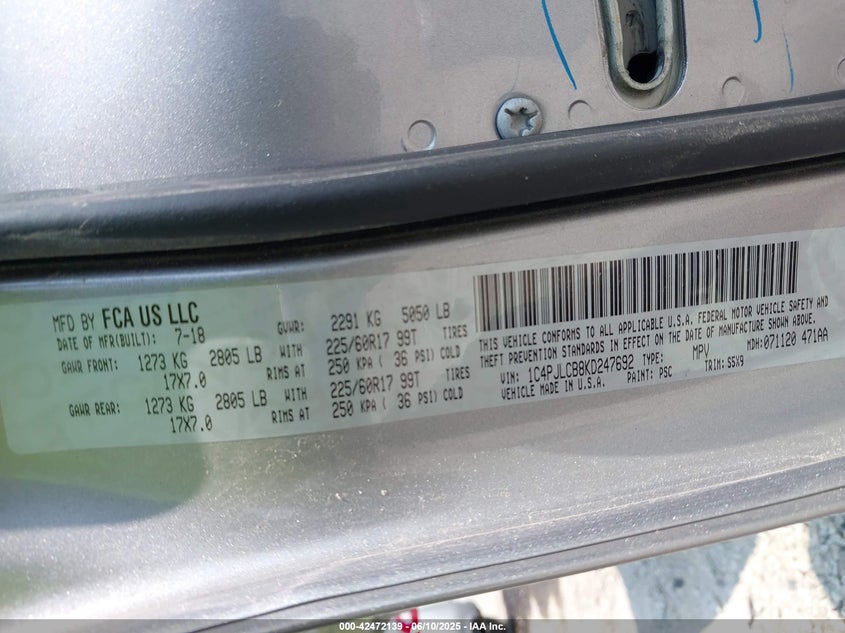 MFD BY FCA US LLC
DATE OF MFR(BUILT): 7-18 GVWR: 2291 KG 5050 LB
GAWR FRONT: 1273 KG 2805 LB WITH 225/60R17 99T TIRES
17X7.0 RIMS AT 250 KPA ( 36 PSI) COLD
GAWR REAR: 1273 KG 2805 LB WITH 225/60R17 99T TIRES
17X7.0 RIMS AT 250 KPA ( 36 PSI) COLD
THIS VEHICLE CONFORMS TO ALL APPLICABLE U.S.A. FEDERAL MOTOR VEHICLE SAFETY AND
THEFT PREVENTION STANDARDS IN EFFECT ON THE DATE OF MANUFACTURE SHOWN ABOVE
VIN: 1C4PJLCB8KD247692 TYPE: MPV MDH: 071120 471AA
VEHICLE MADE IN U.S.A. PAINT: PSC TRIM: S5X9
000-42472139 - 06/10/2025 - IAA Inc.